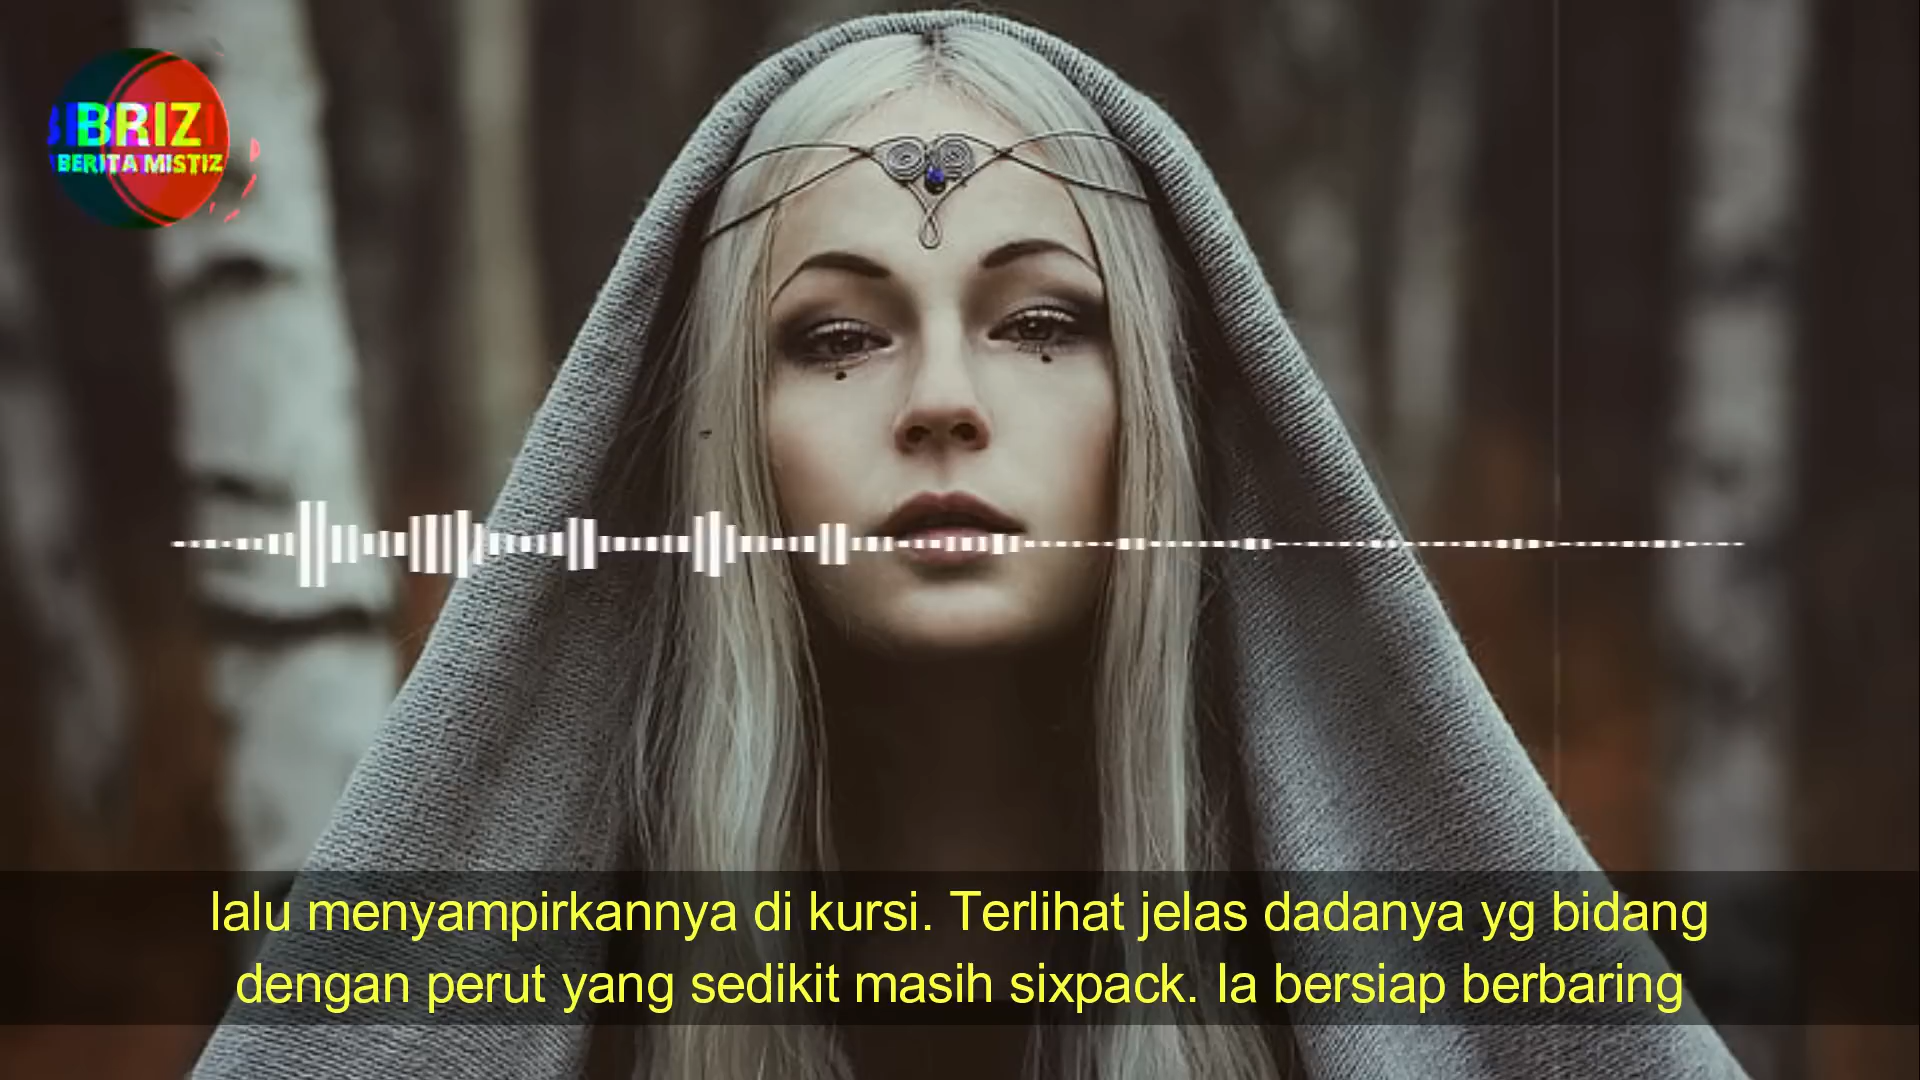 BRIZ
BERITA MISTIZ
lalu menyampirkannya di kursi. Terlihat jelas dadanya yg bidang
dengan perut yang sedikit masih sixpack. Ia bersiap berbaring